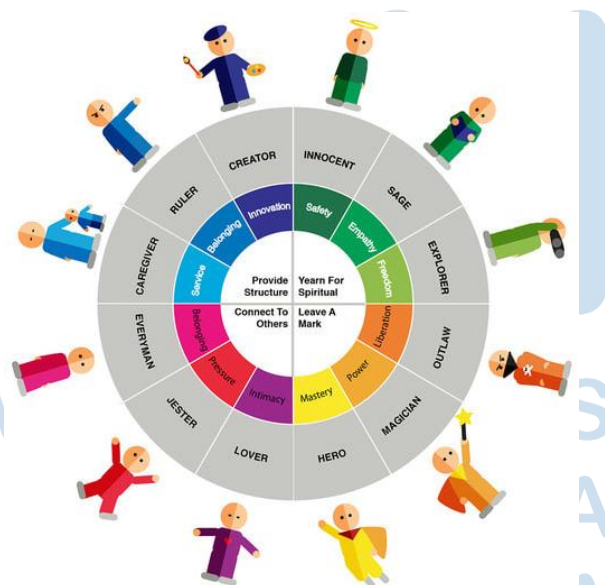 CREATOR
INNOCENT
SAGE
EXPLORER
OUTLAW
MAGICIAN
HERO
LOVER
JESTER
EVERYMAN
CAREGIVER
RULER
Innovation
Safety
Empathy
Freedom
Liberation
Power
Mastery
Intimacy
Pressure
Belonging
Service
Belonging
Provide
Structure
Yearn For
Spiritual
Connect To
Others
Leave A
Mark
S
A